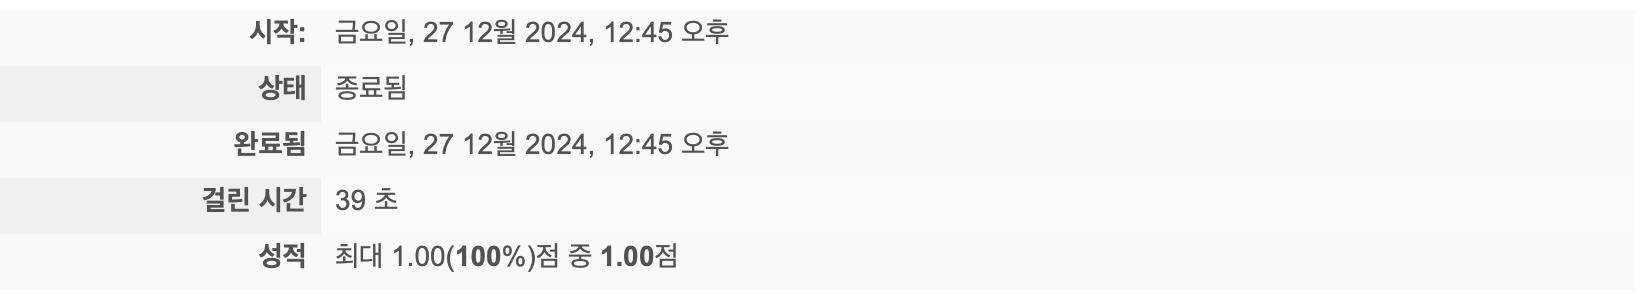 시작: 금요일, 27 12월 2024, 12:45 오후
상태 종료됨
완료됨 금요일, 27 12월 2024, 12:45 오후
걸린 시간 39 초
성적 최대 1.00(100%)점 중 1.00점